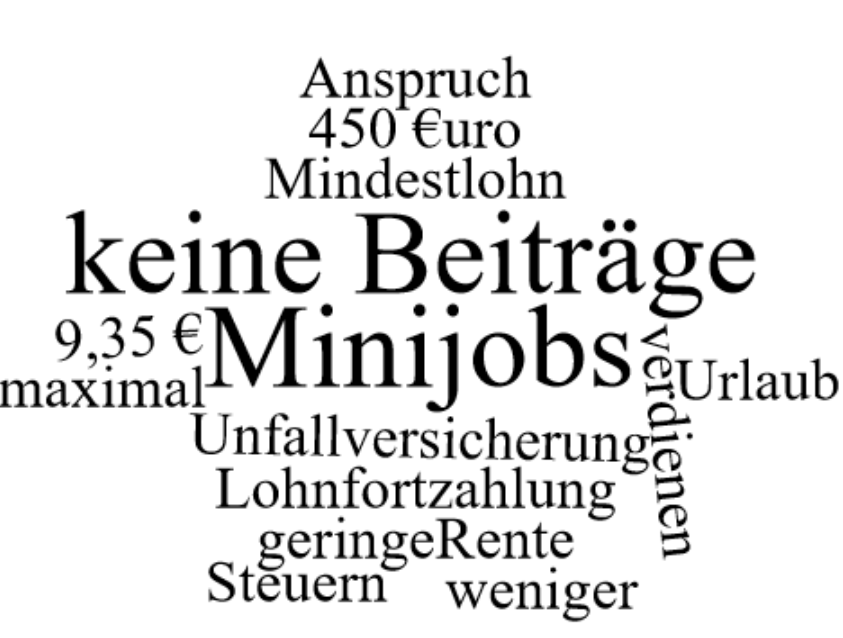 Anspruch
450 €uro
Mindestlohn
keine Beiträge
9,35 €
Minijobs
maximal
verdienen
Urlaub
Unfallversicherung
Lohnfortzahlung
geringeRente
Steuern
weniger